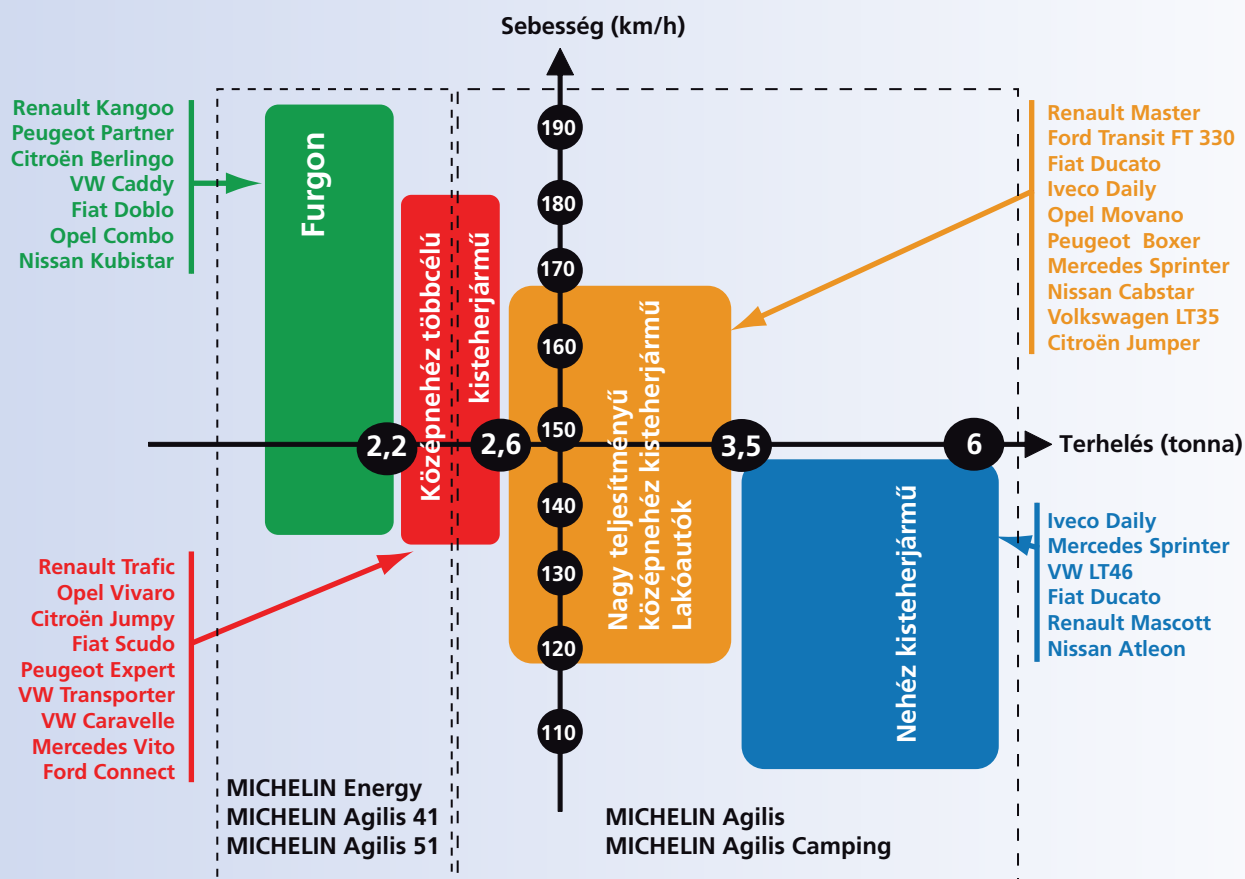 Sebesség (km/h)
Renault Kangoo
Peugeot Partner
Citroën Berlingo
VW Caddy
Fiat Doblo
Opel Combo
Nissan Kubistar
Furgon
Középnehéz többcélú
kisteherjármű
190
180
170
160
150
140
130
120
110
Renault Master
Ford Transit FT 330
Fiat Ducato
Iveco Daily
Opel Movano
Peugeot Boxer
Mercedes Sprinter
Nissan Cabstar
Volkswagen LT35
Citroën Jumper
2,2
2,6
3,5
6
Terhelés (tonna)
Nagy teljesítményű
középnehéz kisteherjármű
Lakóautók
Nehéz kisteherjármű
Renault Trafic
Opel Vivaro
Citroën Jumpy
Fiat Scudo
Peugeot Expert
VW Transporter
VW Caravelle
Mercedes Vito
Ford Connect
Iveco Daily
Mercedes Sprinter
VW LT46
Fiat Ducato
Renault Mascott
Nissan Atleon
MICHELIN Energy
MICHELIN Agilis 41
MICHELIN Agilis 51
MICHELIN Agilis
MICHELIN Agilis Camping